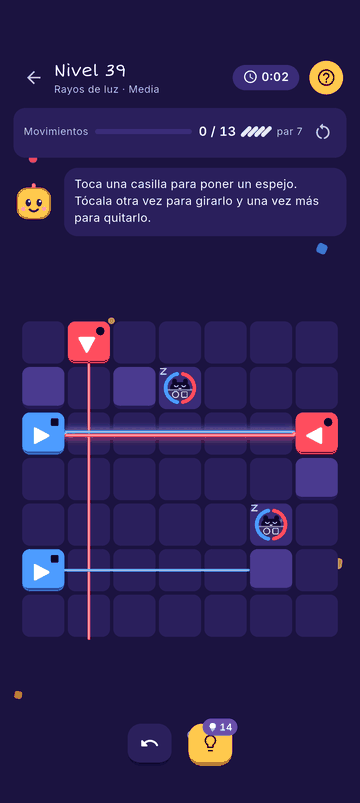 Nivel 39
Rayos de luz · Media
0:02
Movimientos
0 / 13
par 7
Toca una casilla para poner un espejo.
Tócala otra vez para girarlo y una vez más
para quitarlo.
Z
Z
14